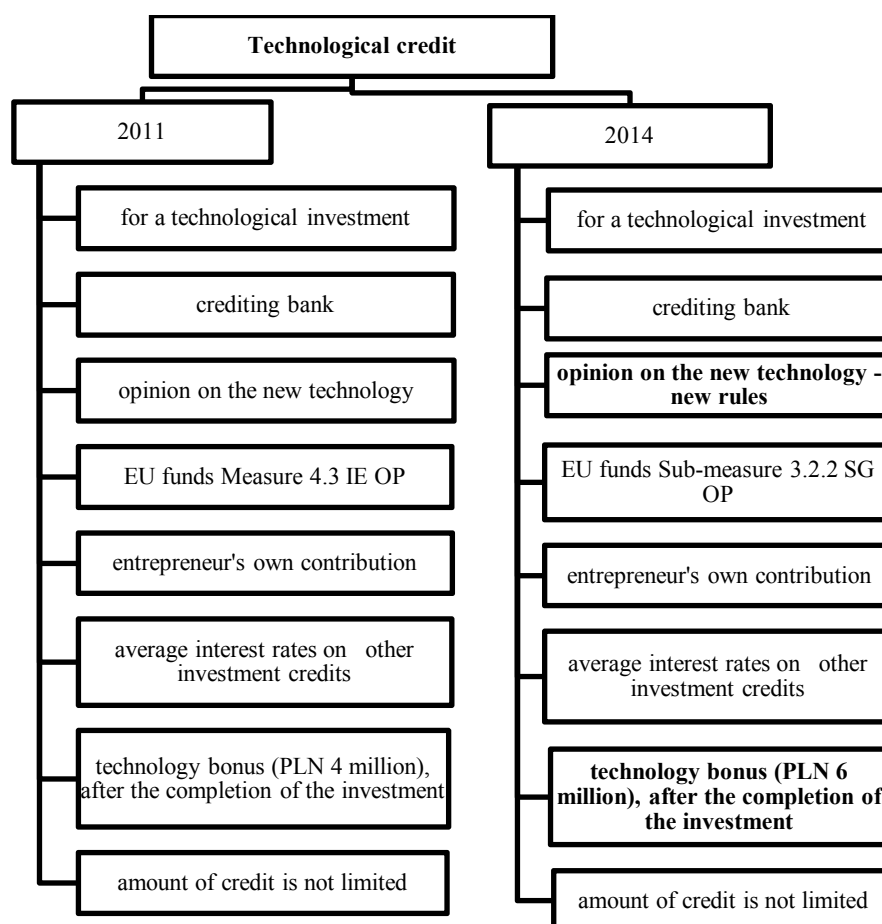 Technological credit
2011
for a technological investment
crediting bank
opinion on the new technology
EU funds Measure 4.3 IE OP
entrepreneur's own contribution
average interest rates on other
investment credits
technology bonus (PLN 4 million),
after the completion of the investment
amount of credit is not limited
2014
for a technological investment
crediting bank
opinion on the new technology -
new rules
EU funds Sub-measure 3.2.2 SG
OP
entrepreneur's own contribution
average interest rates on other
investment credits
technology bonus (PLN 6
million), after the completion of
the investment
amount of credit is not limited